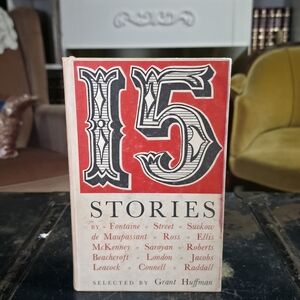 15
STORIES
BY - Fontaine * Street * Suckow
de Maupassant * Ross * Ellis
McKenney * Saroyan * Roberts
Beachcroft * London * Jacobs
Leacock * Connell * Raddall
SELECTED BY Grant Huffman